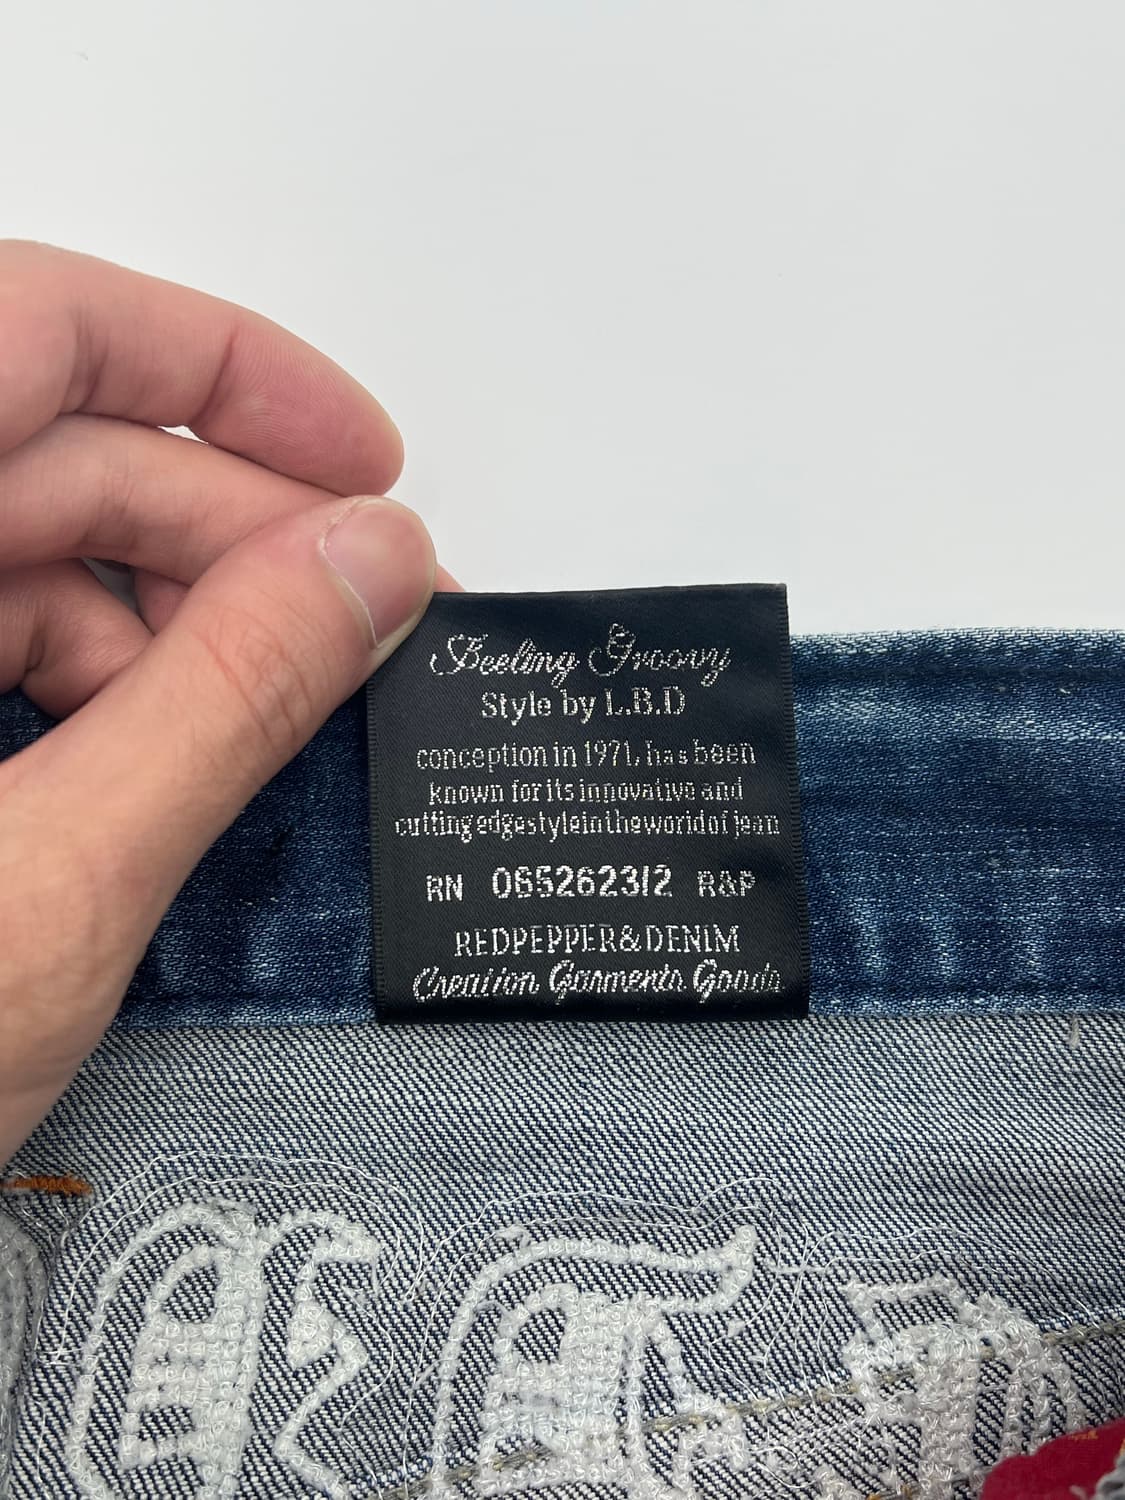 Feeling Groovy
Style by L.B.D
conception in 1971, has been
known for its innovative and
cuttingedgestyleintheworldof jean
RN 065262312 R&P
REDPEPPER&DENIM
Creation Garments Goods